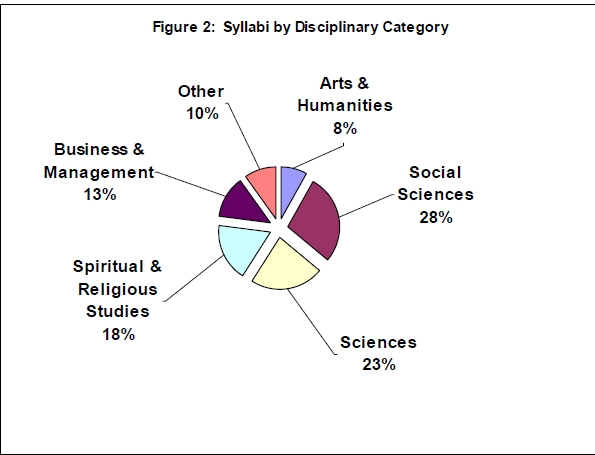 Figure 2:  Syllabi by Disciplinary Category
Arts &
Humanities
8%
Social
Sciences
28%
Sciences
23%
Spiritual &
Religious
Studies
18%
Business &
Management
13%
Other
10%